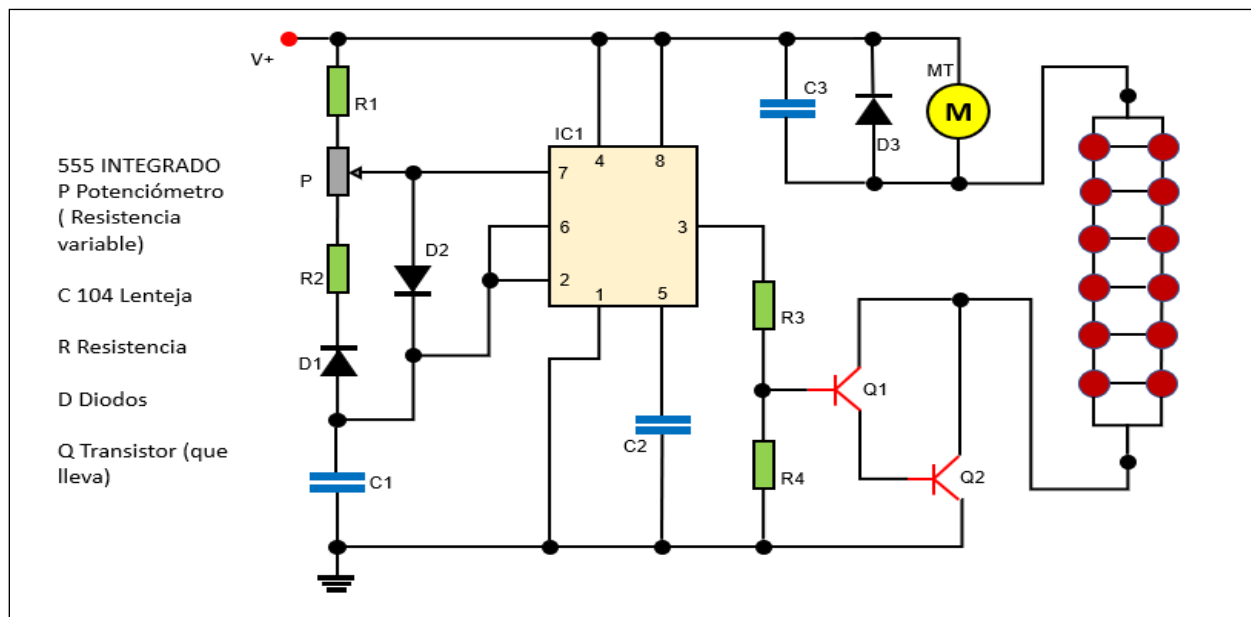 V+
R1
P
R2
D1
C1
D2
IC1
4
8
7
6
3
2
1
5
C2
R3
R4
Q1
Q2
C3
D3
MT
M
555 INTEGRADO
P Potenciómetro
( Resistencia
variable)
C 104 Lenteja
R Resistencia
D Diodos
Q Transistor (que
lleva)